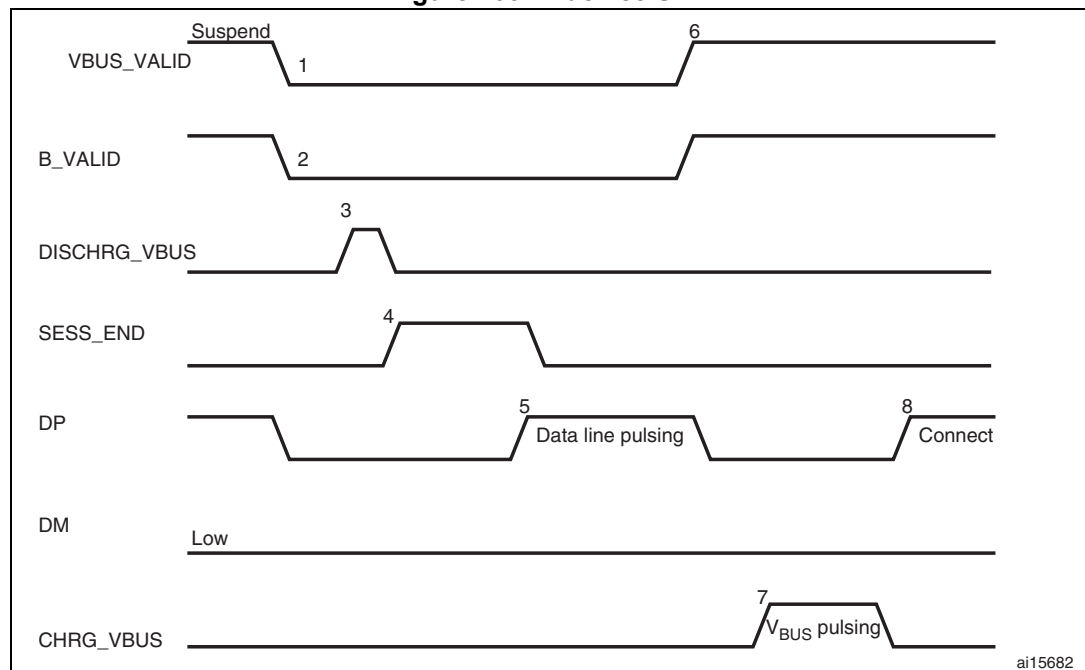 Suspend
6
VBUS_VALID
1
B_VALID
2
3
DISCHRG_VBUS
4
SESS_END
5
8
DP
Data line pulsing
Connect
DM
Low
7
VBUS pulsing
CHRG_VBUS
ai15682